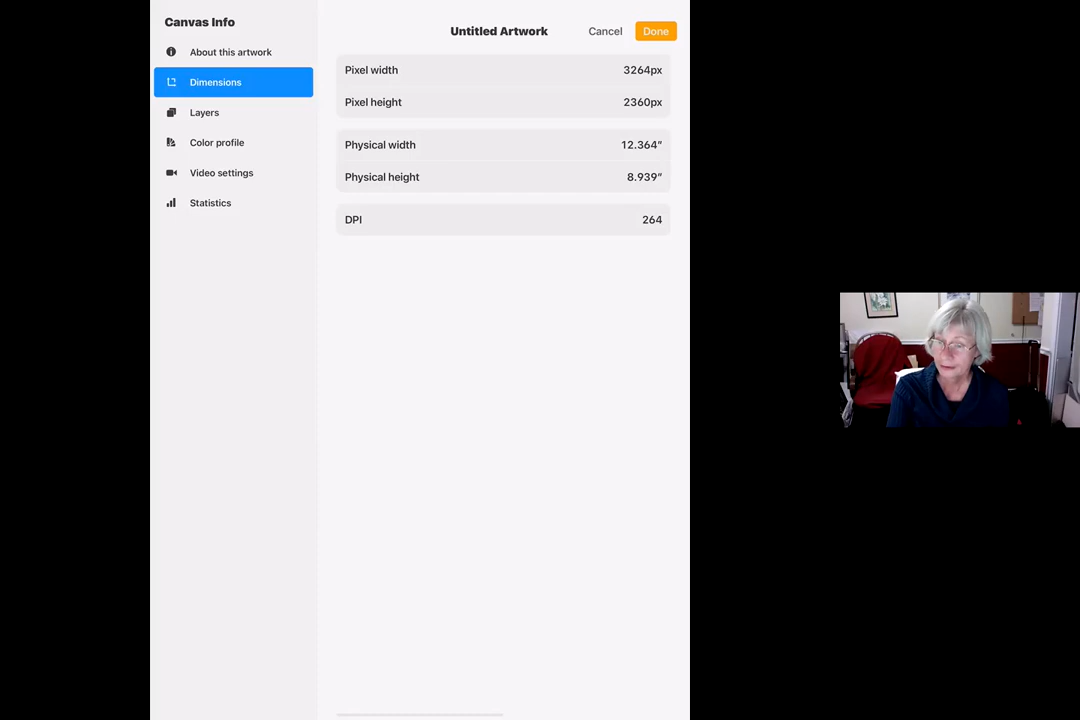 Canvas Info
About this artwork
Dimensions
Layers
Color profile
Video settings
Statistics
Untitled Artwork
Cancel
Done
Pixel width 3264px
Pixel height 2360px
Physical width 12.364"
Physical height 8.939"
DPI 264